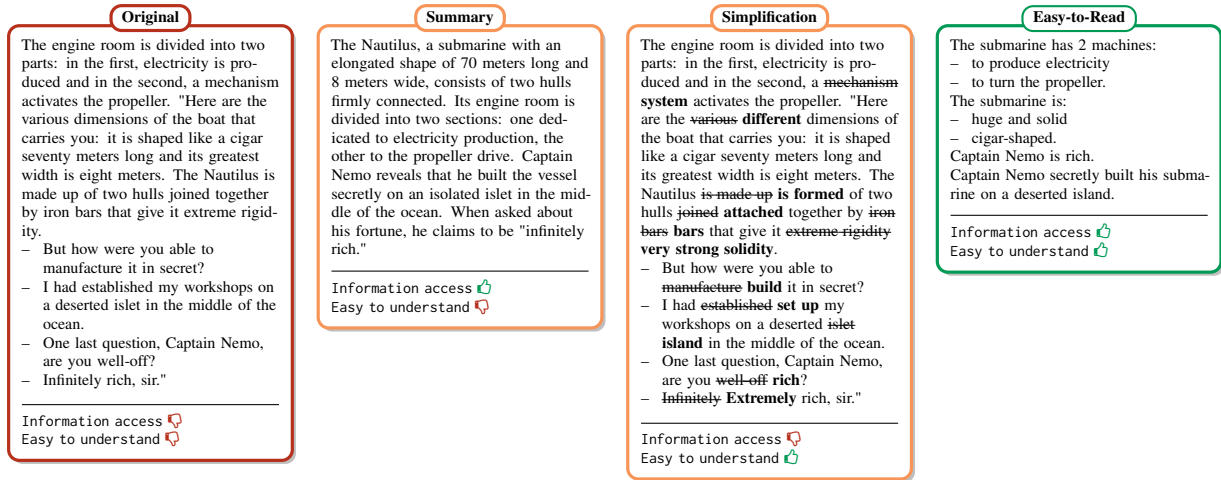 Original
The engine room is divided into two
parts: in the first, electricity is pro-
duced and in the second, a mechanism
activates the propeller. "Here are the
various dimensions of the boat that
carries you: it is shaped like a cigar
seventy meters long and its greatest
width is eight meters. The Nautilus is
made up of two hulls joined together
by iron bars that give it extreme rigid-
ity.
– But how were you able to
manufacture it in secret?
– I had established my workshops on
a deserted islet in the middle of the
ocean.
– One last question, Captain Nemo,
are you well-off?
– Infinitely rich, sir."
Information access
Easy to understand
Summary
The Nautilus, a submarine with an
elongated shape of 70 meters long and
8 meters wide, consists of two hulls
firmly connected. Its engine room is
divided into two sections: one ded-
icated to electricity production, the
other to the propeller drive. Captain
Nemo reveals that he built the vessel
secretly on an isolated islet in the mid-
dle of the ocean. When asked about
his fortune, he claims to be "infinitely
rich."
Information access
Easy to understand
Simplification
The engine room is divided into two
parts: in the first, electricity is pro-
duced and in the second, a mechanism
system activates the propeller. "Here
are the various different dimensions of
the boat that carries you: it is shaped
like a cigar seventy meters long and
its greatest width is eight meters. The
Nautilus is made up is formed of two
hulls joined attached together by iron
bars bars that give it extreme rigidity
very strong solidity.
– But how were you able to
manufacture build it in secret?
– I had established set up my
workshops on a deserted islet
island in the middle of the ocean.
– One last question, Captain Nemo,
are you well-off rich?
– Infinitely Extremely rich, sir."
Information access
Easy to understand
Easy-to-Read
The submarine has 2 machines:
– to produce electricity
– to turn the propeller.
The submarine is:
– huge and solid
– cigar-shaped.
Captain Nemo is rich.
Captain Nemo secretly built his subma-
rine on a deserted island.
Information access
Easy to understand